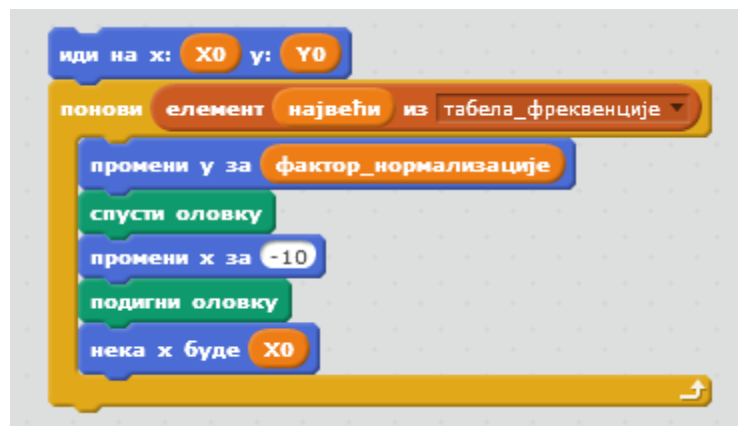 иди на x: X0 y: Y0
понови елемент највећи из табела_фреквенције
промени y за фактор_нормализације
спусти оловку
промени x за -10
подигни оловку
нека x буде X0